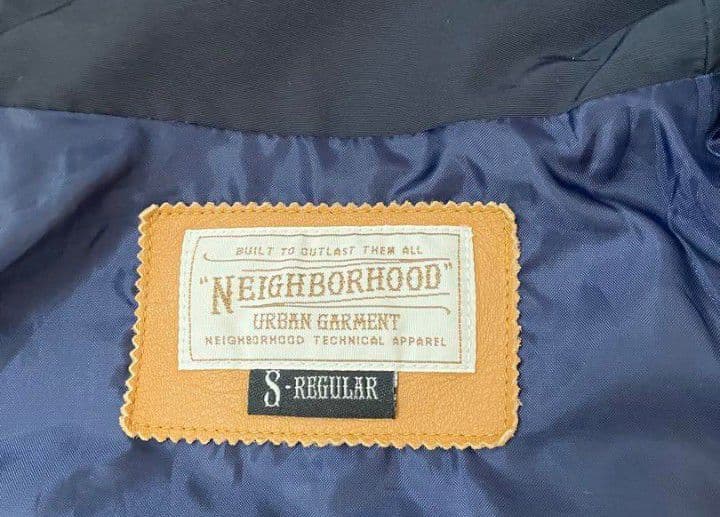 BUILT TO OUTLAST THEM ALL
"NEIGHBORHOOD"
URBAN GARMENT
NEIGHBORHOOD TECHNICAL APPAREL
S-REGULAR